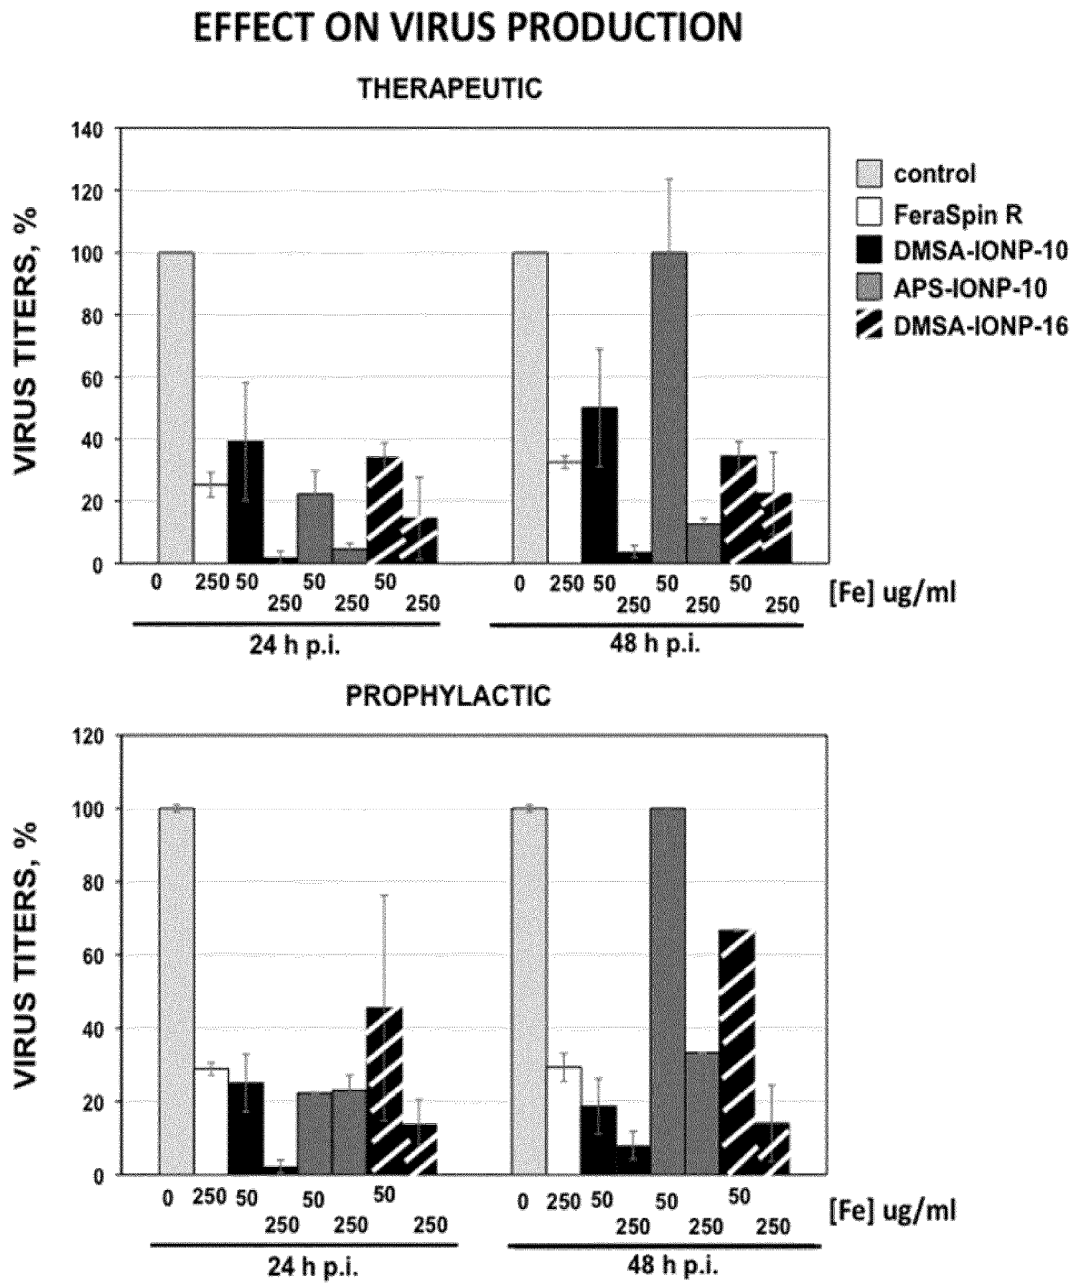 EFFECT ON VIRUS PRODUCTION
THERAPEUTIC
VIRUS TITERS, %
140
120
100
80
60
40
20
0
control
FeraSpin R
DMSA-IONP-10
APS-IONP-10
DMSA-IONP-16
0 250 50 50 50 0 250 50 50 50
250 250 250 250 250 250 [Fe] ug/ml
24 h p.i. 48 h p.i.
PROPHYLACTIC
VIRUS TITERS, %
120
100
80
60
40
20
0
0 250 50 50 50 0 250 50 50 50
250 250 250 250 250 250 [Fe] ug/ml
24 h p.i. 48 h p.i.